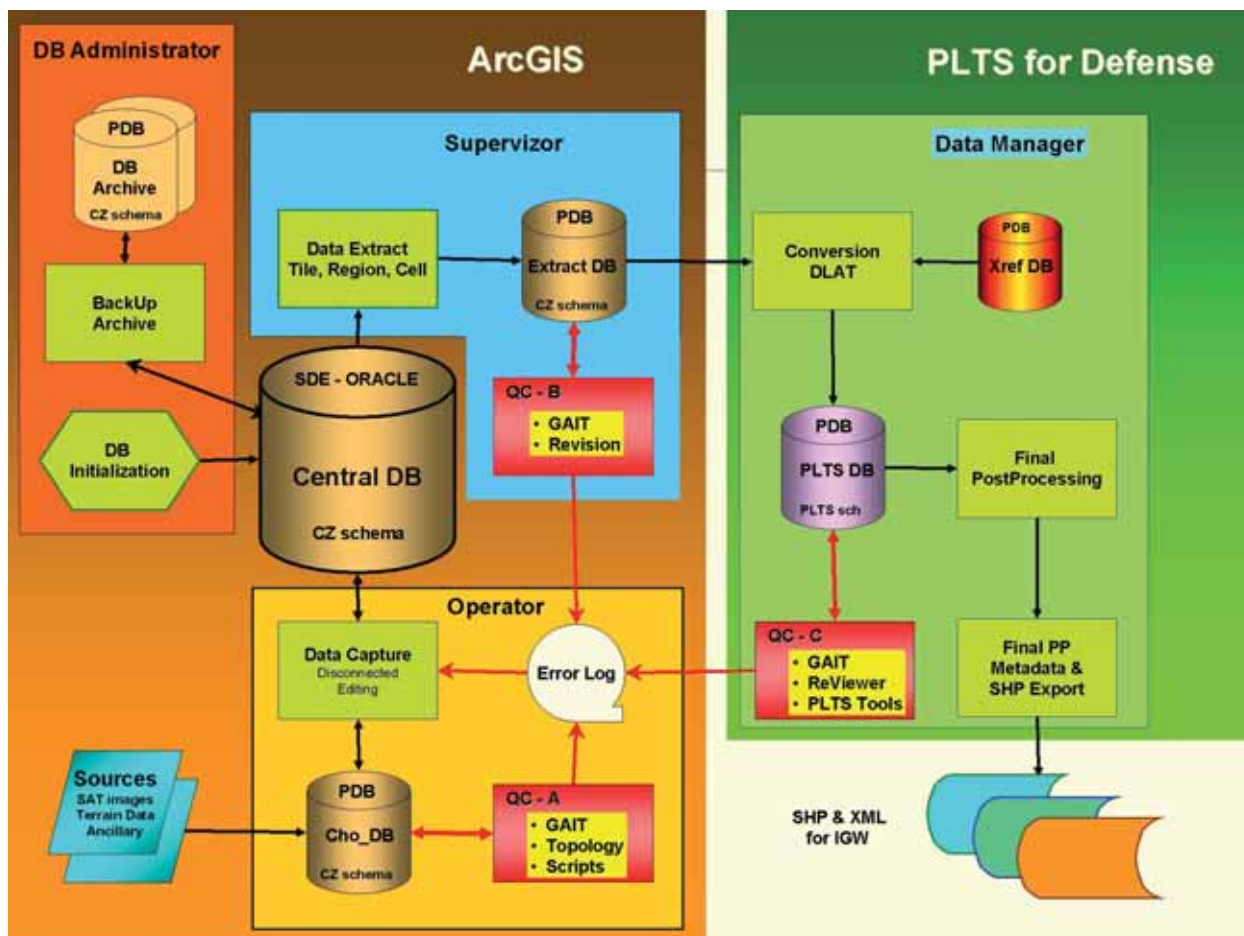 DB Administrator
PDB
DB
Archive
CZ schema
BackUp
Archive
DB
Initialization
ArcGIS
Supervizor
Data Extract
Tile, Region, Cell
PDB
Extract DB
CZ schema
QC - B
• GAIT
• Revision
SDE - ORACLE
Central DB
CZ schema
Operator
Data Capture
Disconnected
Editing
Error Log
PDB
Cho_DB
CZ schema
QC - A
• GAIT
• Topology
• Scripts
Sources
SAT images
Terrain Data
Ancillary
PLTS for Defense
Data Manager
Conversion
DLAT
PDB
Xref DB
PDB
PLTS DB
PLTS sch
Final
PostProcessing
QC - C
• GAIT
• ReViewer
• PLTS Tools
Final PP
Metadata &
SHP Export
SHP & XML
for IGW